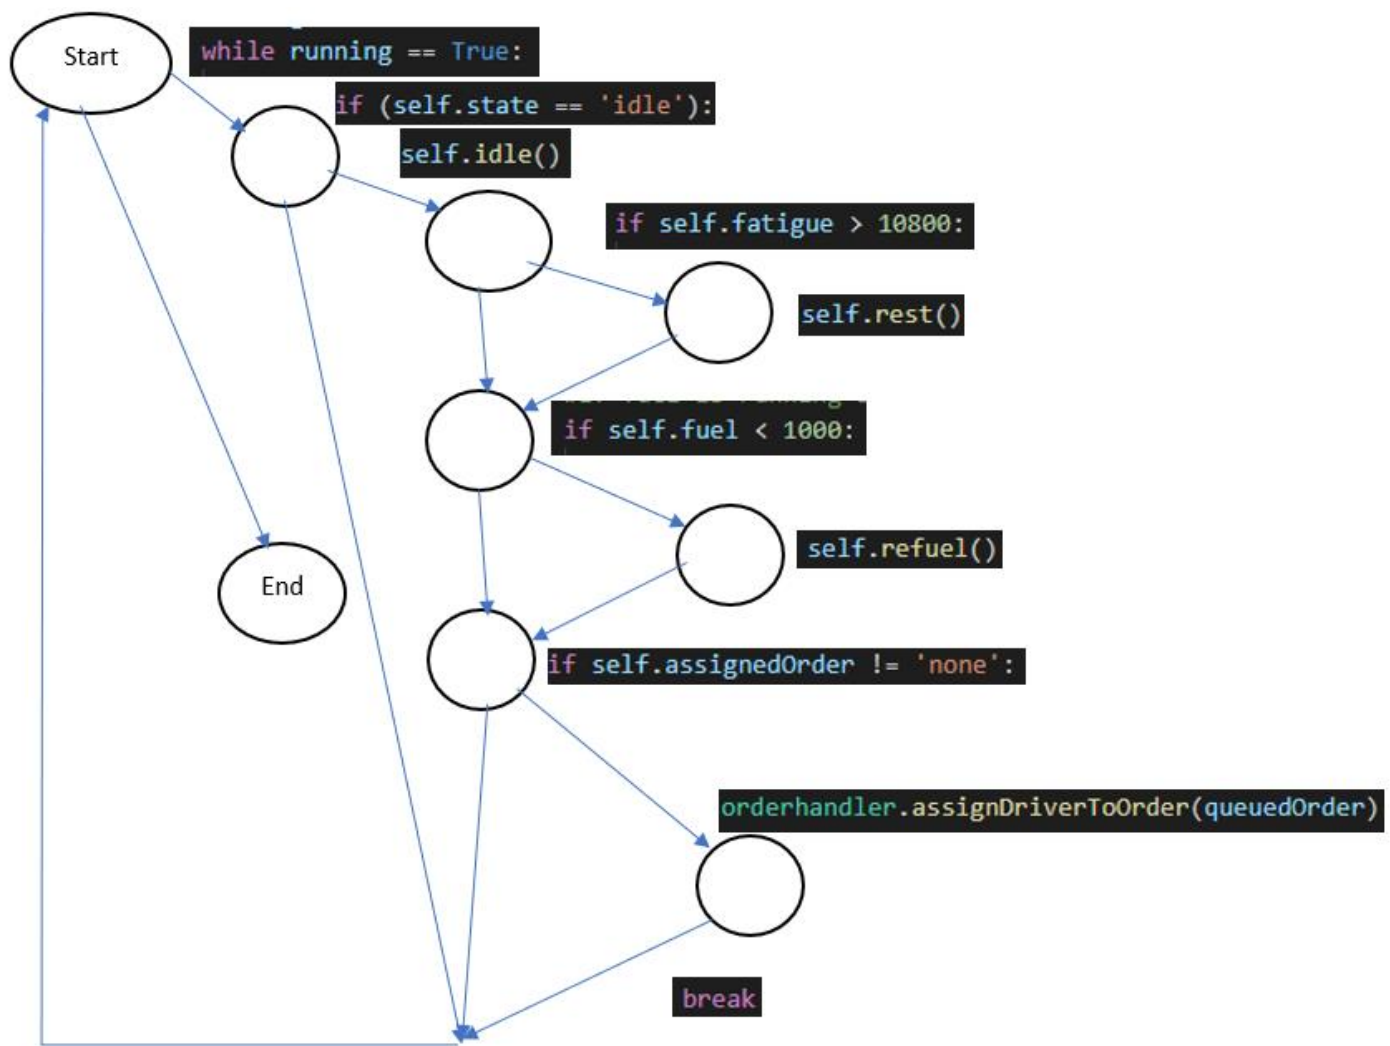 Start
while running == True:
if (self.state == 'idle'):
self.idle()
if self.fatigue > 10800:
self.rest()
if self.fuel < 1000:
self.refuel()
End
if self.assignedOrder != 'none':
orderhandler.assignDriverToOrder(queuedOrder)
break